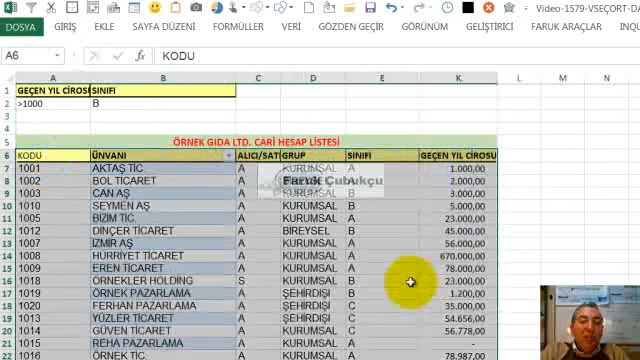 Video-1579-VSEÇORT-DA
DOSYA GİRİŞ EKLE SAYFA DÜZENİ FORMÜLLER VERİ GÖZDEN GEÇİR GÖRÜNÜM GELİŞTİRİCİ FARUK ARAÇLAR Inqu
A6 KODU
A B C D E K L M N
1 GEÇEN YIL CİROSU SINIFI
2 >1000 B
3
4
5 ÖRNEK GIDA LTD. CARİ HESAP LİSTESİ
6 KODU ÜNVANI ALICI/SATI GRUP SINIFI GEÇEN YIL CİROSU
7 1001 AKTAŞ TİC. A KURUMSAL A 1.000,00
8 1002 BOL TİCARET A 2.000,00
Faruk Çubukçu
9 1003 CAN AŞ A KURUMSAL 3.000,00
10 1010 SEYMEN AŞ A KURUMSAL B 5.000,00
11 1005 BİZİM TİC. A KURUMSAL A 23.000,00
12 1012 DİNÇER TİCARET A BİREYSEL B 45.000,00
13 1007 İZMİR AŞ A KURUMSAL A 56.000,00
14 1008 HÜRRİYET TİCARET A KURUMSAL A 670.000,00
15 1009 EREN TİCARET A KURUMSAL A 78.000,00
16 1018 ÖRNEKLER HOLDİNG S KURUMSAL B 23.000,00
17 1019 ÖRNEK PAZARLAMA A ŞEHİRDIŞI B 1.200,00
18 1020 FERHAN PAZARLAMA A ŞEHİRDIŞI C 35.000,00
19 1013 YÜZLER TİCARET A ŞEHİRDIŞI C 54.656,00
20 1014 GÜVEN TİCARET A KURUMSAL C 56.778,00
21 1015 REHA PAZARLAMA A KURUMSAL A -
22 1016 ÖRNEK TİC. A KURUMSAL A 78.987,00